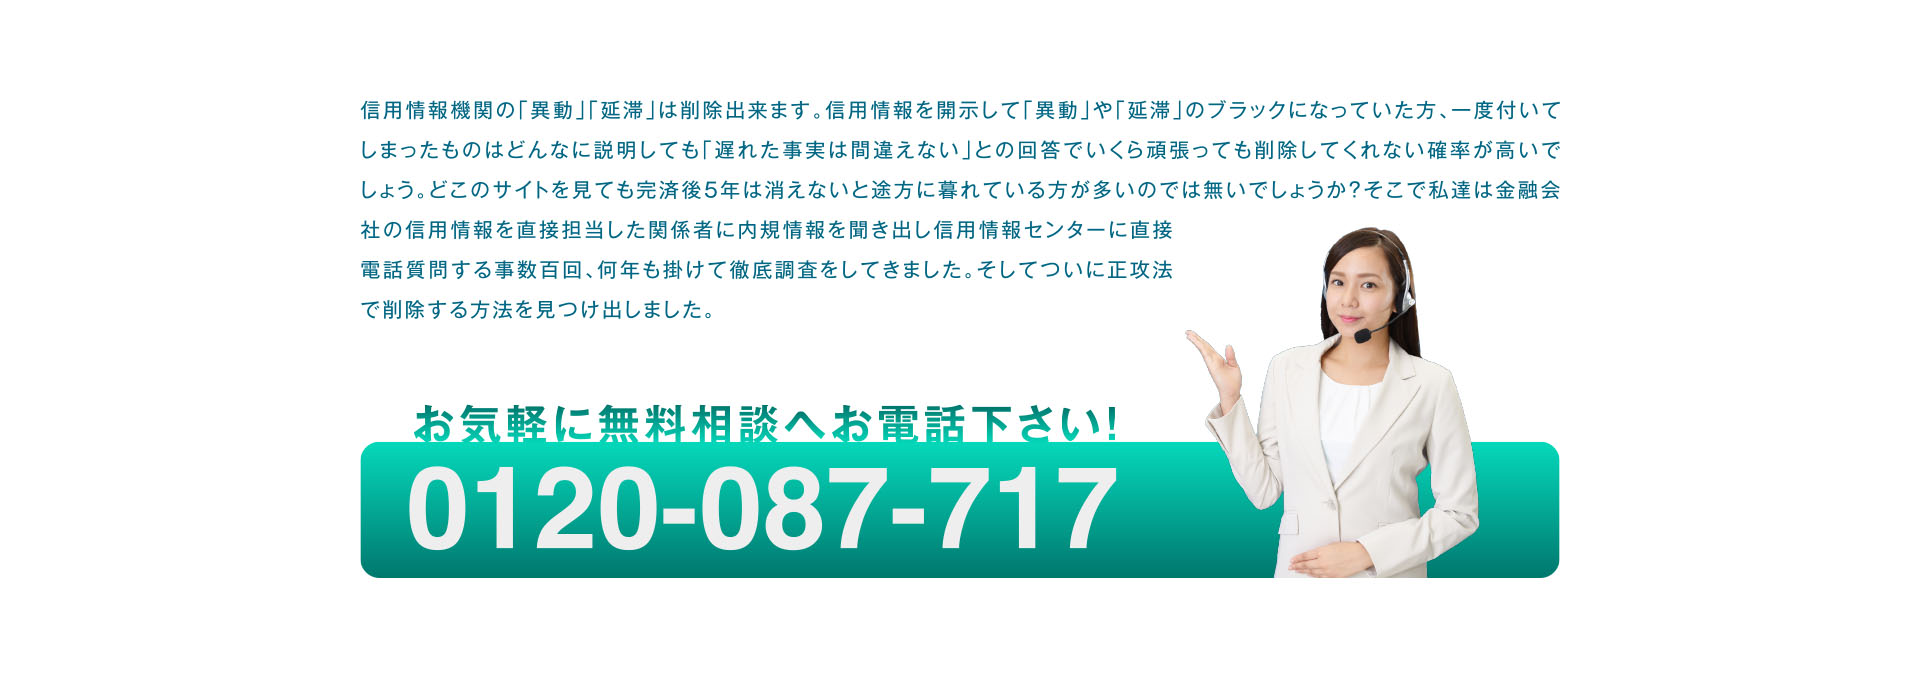 信用情報機関の｢異動｣｢延滞｣は削除出来ます。信用情報を開示して｢異動｣や｢延滞｣のブラックになっていた方、一度付いて
しまったものはどんなに説明しても｢遅れた事実は間違えない｣との回答でいくら頑張っても削除してくれない確率が高いで
しょう。どこのサイトを見ても完済後5年は消えないと途方に暮れている方が多いのでは無いでしょうか?そこで私達は金融会
社の信用情報を直接担当した関係者に内規情報を聞き出し信用情報センターに直接
電話質問する事数百回、何年も掛けて徹底調査をしてきました。そしてついに正攻法
で削除する方法を見つけ出しました。
お気軽に無料相談へお電話下さい!
0120-087-717